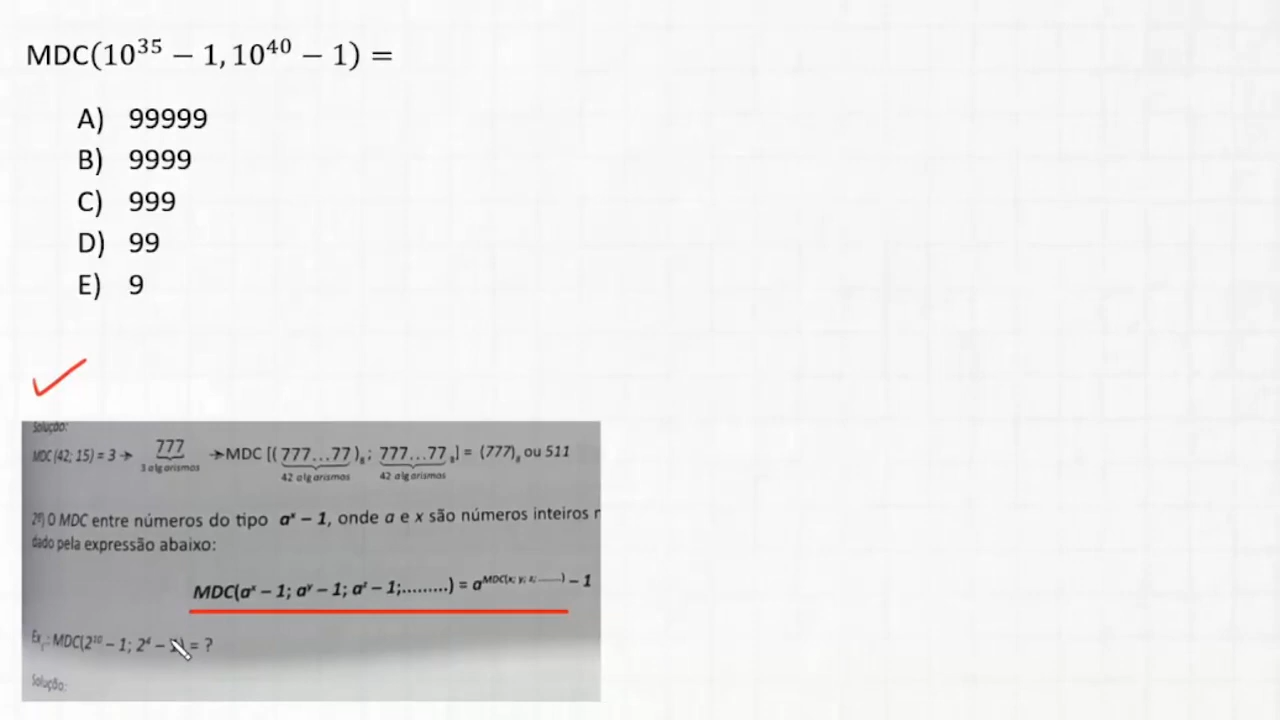 MDC(10³⁵ − 1, 10⁴⁰ − 1) =
A) 99999
B) 9999
C) 999
D) 99
E) 9
Solução:
MDC (42; 15) = 3 → 777 → MDC [( 777...77 )₈ ; 777...77 ₈] = (777)₈ ou 511
3 algarismos 42 algarismos 42 algarismos
2º) O MDC entre números do tipo aˣ − 1, onde a e x são números inteiros
dado pela expressão abaixo:
MDC(aˣ − 1; aʸ − 1; aᶻ − 1;.........) = a^MDC(x; y; z; ......) − 1
Ex.: MDC(2¹⁰ − 1; 2⁴ − 1) = ?
Solução: